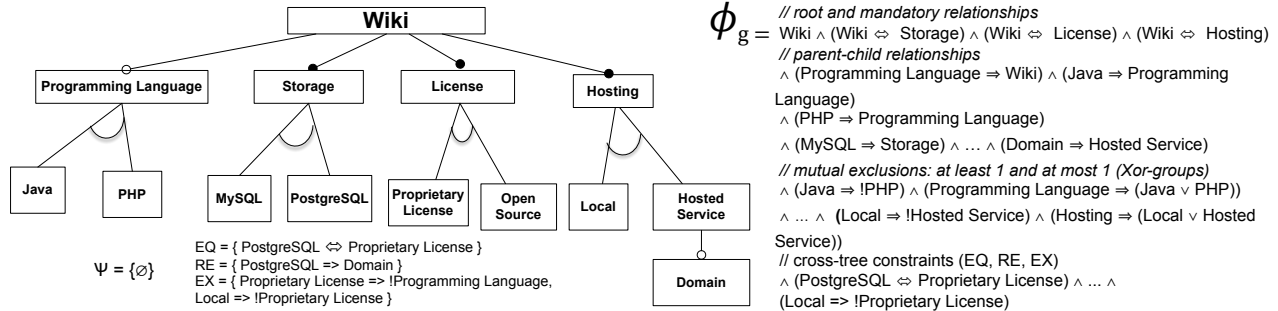 Wiki
Programming Language
Storage
License
Hosting
Java
PHP
MySQL
PostgreSQL
Proprietary
License
Open
Source
Local
Hosted
Service
Domain
Ψ = {∅}
EQ = { PostgreSQL ⇔ Proprietary License }
RE = { PostgreSQL => Domain }
EX = { Proprietary License => !Programming Language,
Local => !Proprietary License }
ϕg =
// root and mandatory relationships
Wiki ∧ (Wiki ⇔ Storage) ∧ (Wiki ⇔ License) ∧ (Wiki ⇔ Hosting)
// parent-child relationships
∧ (Programming Language ⇒ Wiki) ∧ (Java ⇒ Programming
Language)
∧ (PHP ⇒ Programming Language)
∧ (MySQL ⇒ Storage) ∧ … ∧ (Domain ⇒ Hosted Service)
// mutual exclusions: at least 1 and at most 1 (Xor-groups)
∧ (Java ⇒ !PHP) ∧ (Programming Language ⇒ (Java ∨ PHP))
∧ ... ∧ (Local ⇒ !Hosted Service) ∧ (Hosting ⇒ (Local ∨ Hosted
Service))
// cross-tree constraints (EQ, RE, EX)
∧ (PostgreSQL ⇔ Proprietary License) ∧ ... ∧
(Local => !Proprietary License)